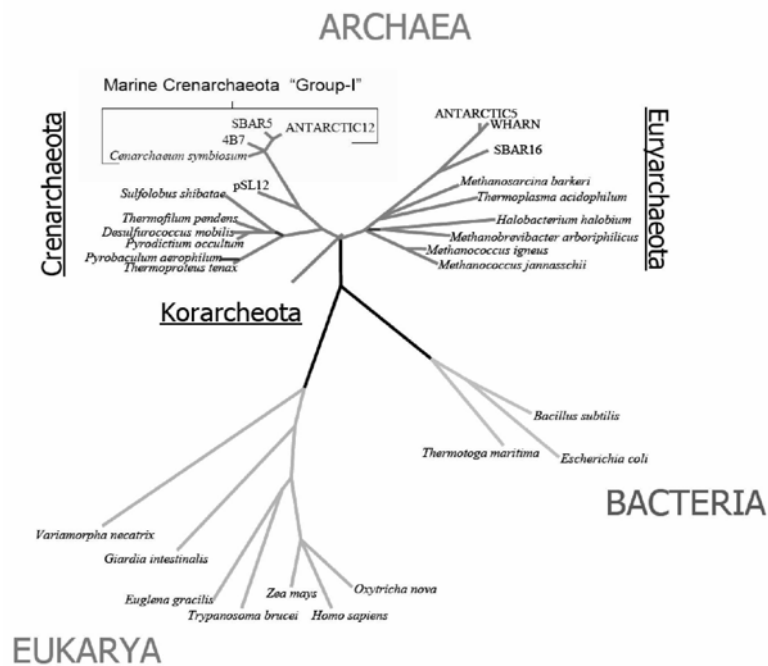 ARCHAEA
Marine Crenarchaeota "Group-I"
Crenarchaeota
SBAR5
ANTARCTIC12
4B7
Cenarchaeum symbiosum
pSL12
Sulfolobus shibatae
Thermofilum pendens
Desulfurococcus mobilis
Pyrodictium occultum
Pyrobaculum aerophilum
Thermoproteus tenax
Korarcheota
Euryarchaeota
ANTARCTIC5
WHARN
SBAR16
Methanosarcina barkeri
Thermoplasma acidophilum
Halobacterium halobium
Methanobrevibacter arboriphilicus
Methanococcus igneus
Methanococcus jannasschii
Bacillus subtilis
Thermotoga maritima
Escherichia coli
BACTERIA
Variamorpha necatrix
Giardia intestinalis
Euglena gracilis
Zea mays
Oxytricha nova
Trypanosoma brucei
Homo sapiens
EUKARYA